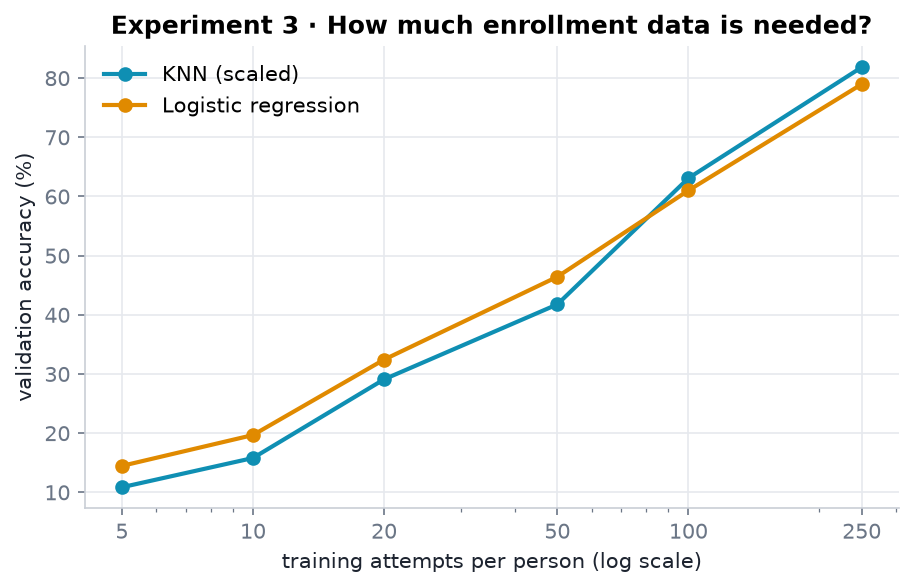 Experiment 3 · How much enrollment data is needed?
KNN (scaled)
Logistic regression
validation accuracy (%)
80
70
60
50
40
30
20
10
5 10 20 50 100 250
training attempts per person (log scale)